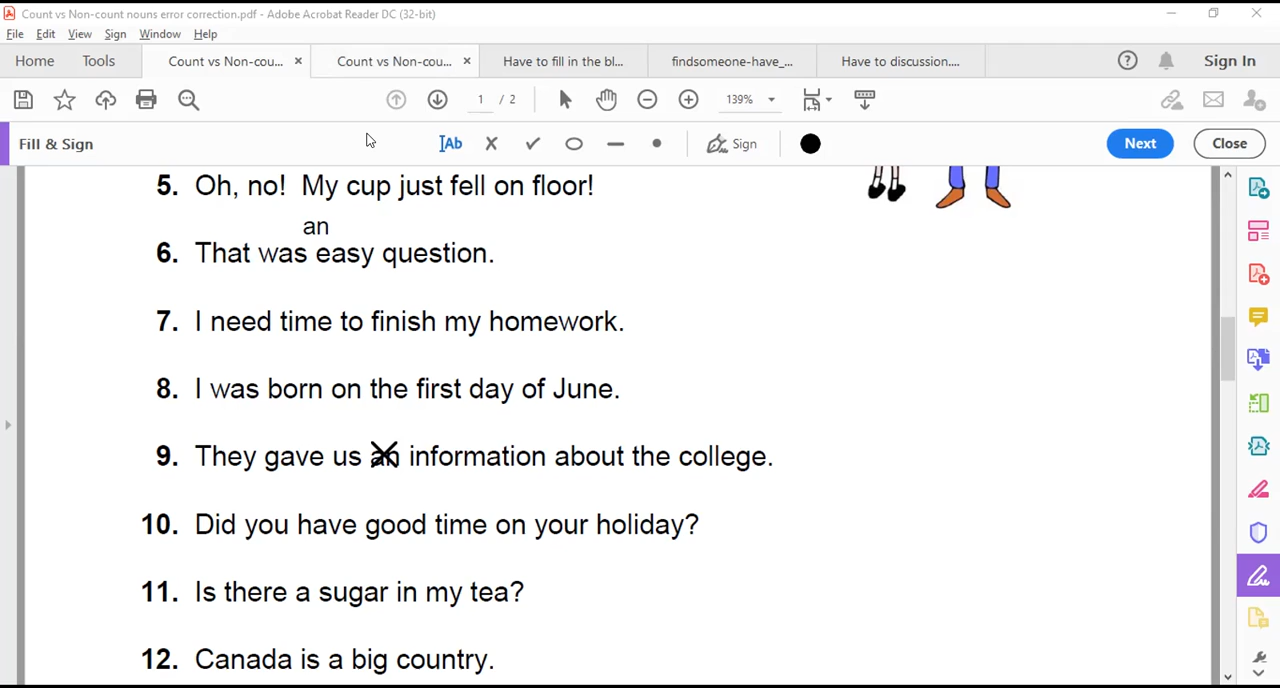 Count vs Non-count nouns error correction.pdf - Adobe Acrobat Reader DC (32-bit)
File Edit View Sign Window Help
Home Tools Count vs Non-cou... × Count vs Non-cou... × Have to fill in the bl... findsomeone-have_... Have to discussion.... Sign In
1 / 2 139%
Fill & Sign Ab Sign Next Close
5. Oh, no! My cup just fell on floor!
an
6. That was easy question.
7. I need time to finish my homework.
8. I was born on the first day of June.
9. They gave us an information about the college.
10. Did you have good time on your holiday?
11. Is there a sugar in my tea?
12. Canada is a big country.